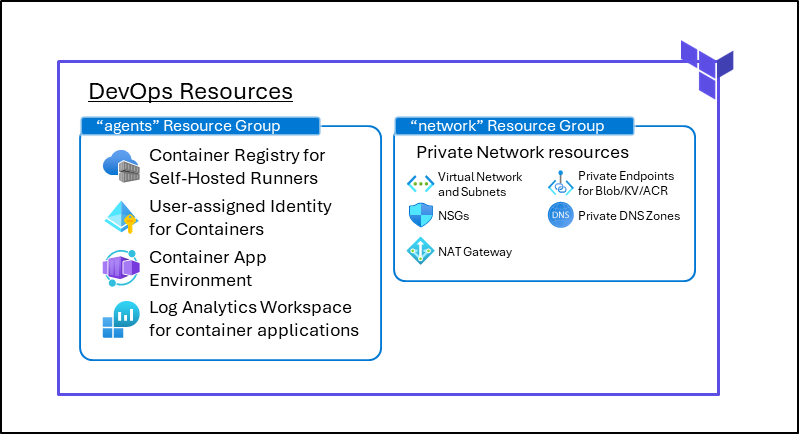 DevOps Resources
“agents” Resource Group
Container Registry for
Self-Hosted Runners
User-assigned Identity
for Containers
Container App
Environment
Log Analytics Workspace
for container applications
“network” Resource Group
Private Network resources
Virtual Network
and Subnets
Private Endpoints
for Blob/KV/ACR
NSGs
DNS
Private DNS Zones
NAT Gateway